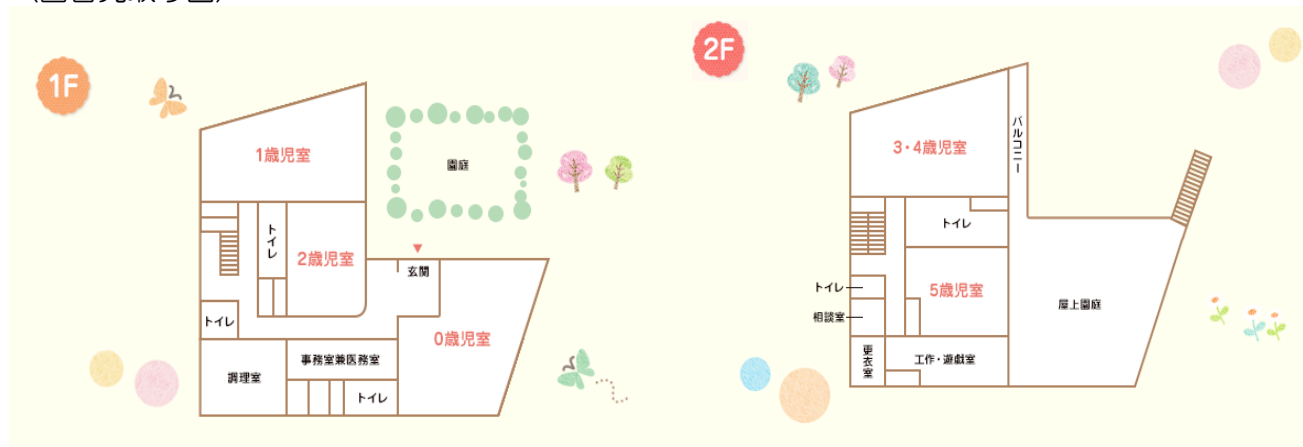 1F
1歳児室
園庭
トイレ
2歳児室
玄関
トイレ
0歳児室
事務室兼医務室
調理室
トイレ
2F
バルコニー
3・4歳児室
トイレ
トイレ
5歳児室
相談室
屋上園庭
更衣室
工作・遊戯室